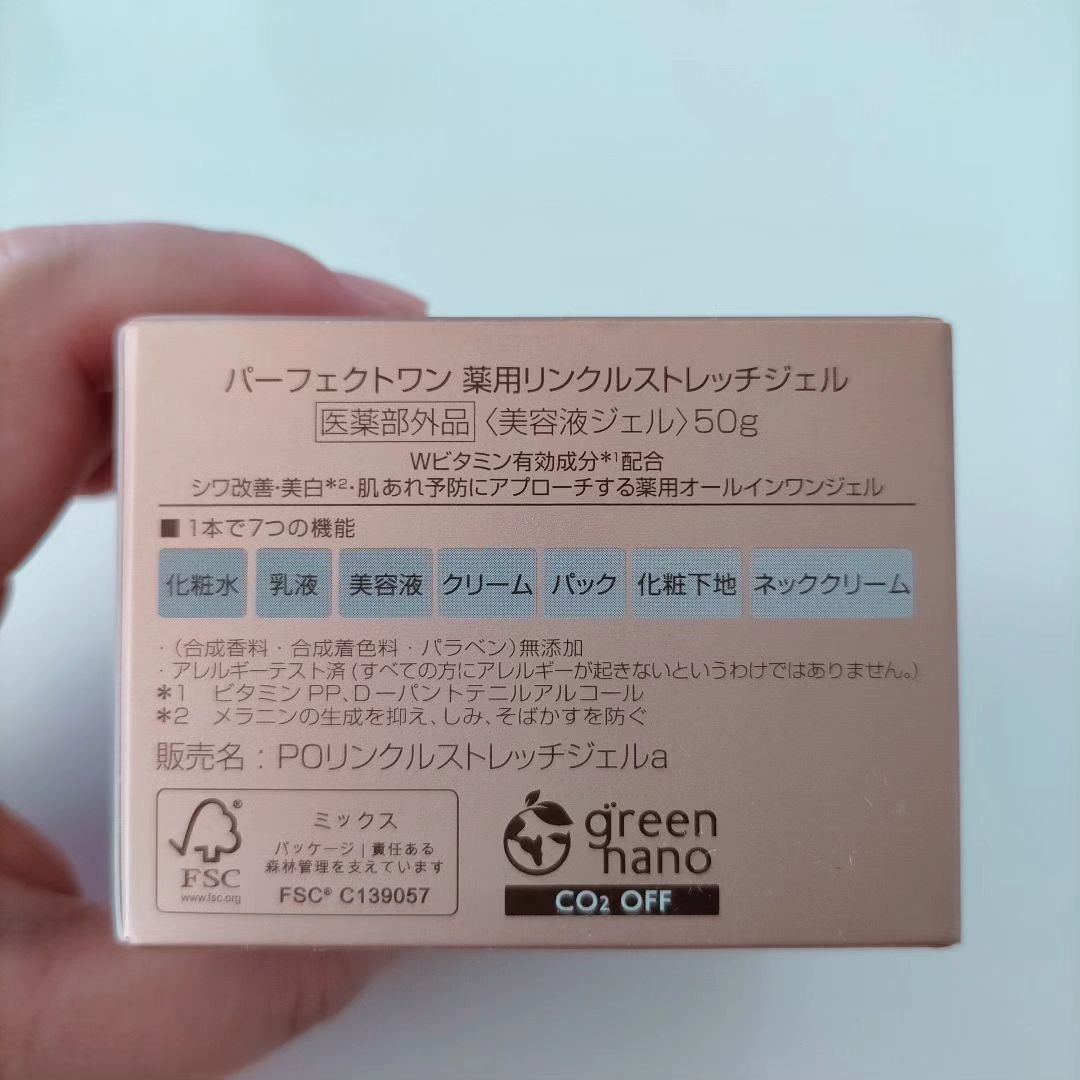 パーフェクトワン 薬用リンクルストレッチジェル
医薬部外品〈美容液ジェル〉50g
Wビタミン有効成分*1配合
シワ改善・美白*2・肌あれ予防にアプローチする薬用オールインワンジェル
■1本で7つの機能
化粧水 乳液 美容液 クリーム パック 化粧下地 ネッククリーム
・(合成香料・合成着色料・パラベン)無添加
・アレルギーテスト済(すべての方にアレルギーが起きないというわけではありません。)
*1 ビタミンPP、D－パントテニルアルコール
*2 メラニンの生成を抑え、しみ、そばかすを防ぐ
販売名：POリンクルストレッチジェルa
FSC®
www.fsc.org
ミックス
パッケージ|責任ある
森林管理を支えています
FSC® C139057
green
nano
CO2 OFF